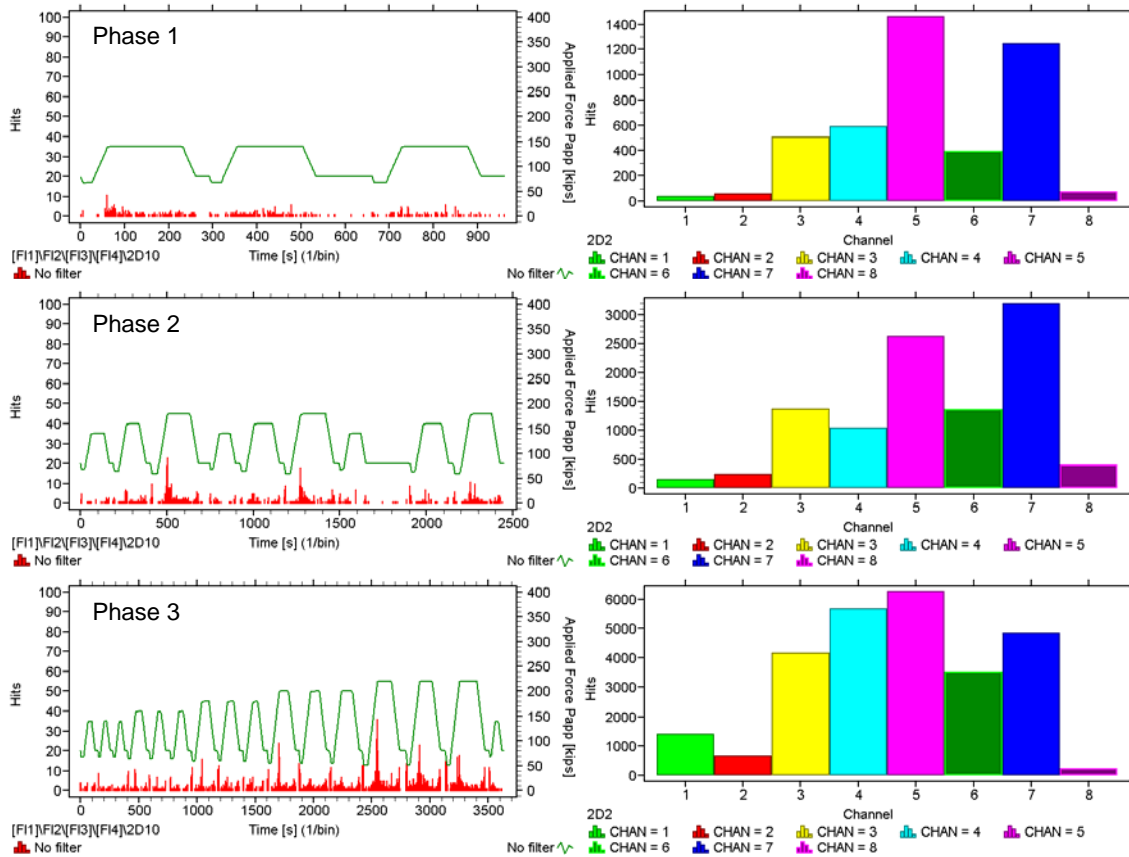 Phase 1
100
90
80
70
60
50
40
30
20
10
0
Hits
400
350
300
250
200
150
100
50
0
Applied Force Papp [kips]
0 100 200 300 400 500 600 700 800 900
Time [s] (1/bin)
[FI1]\FI2\[FI3]\[FI4]\2D10
No filter
No filter
1400
1200
1000
800
600
400
200
0
Hits
1 2 3 4 5 6 7 8
Channel
2D2
CHAN = 1 CHAN = 2 CHAN = 3 CHAN = 4 CHAN = 5
CHAN = 6 CHAN = 7 CHAN = 8
Phase 2
100
90
80
70
60
50
40
30
20
10
0
Hits
400
350
300
250
200
150
100
50
0
Applied Force Papp [kips]
0 500 1000 1500 2000 2500
Time [s] (1/bin)
[FI1]\FI2\[FI3]\[FI4]\2D10
No filter
No filter
3000
2500
2000
1500
1000
500
0
Hits
1 2 3 4 5 6 7 8
Channel
2D2
CHAN = 1 CHAN = 2 CHAN = 3 CHAN = 4 CHAN = 5
CHAN = 6 CHAN = 7 CHAN = 8
Phase 3
100
90
80
70
60
50
40
30
20
10
0
Hits
400
350
300
250
200
150
100
50
0
Applied Force Papp [kips]
0 500 1000 1500 2000 2500 3000 3500
Time [s] (1/bin)
[FI1]\FI2\[FI3]\[FI4]\2D10
No filter
No filter
6000
5000
4000
3000
2000
1000
0
Hits
1 2 3 4 5 6 7 8
Channel
2D2
CHAN = 1 CHAN = 2 CHAN = 3 CHAN = 4 CHAN = 5
CHAN = 6 CHAN = 7 CHAN = 8